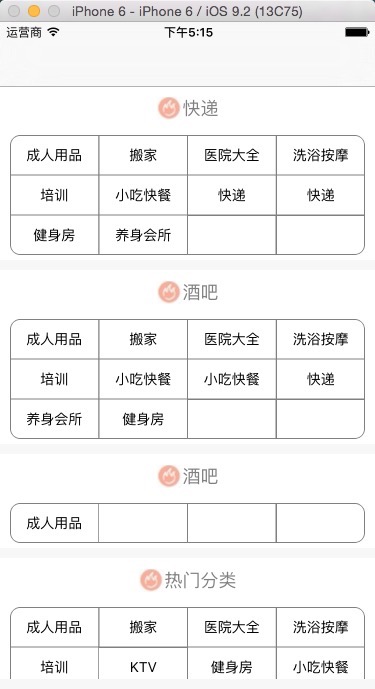 iPhone 6 - iPhone 6 / iOS 9.2 (13C75)
运营商 下午5:15
快递
成人用品 搬家 医院大全 洗浴按摩
培训 小吃快餐 快递 快递
健身房 养身会所
酒吧
成人用品 搬家 医院大全 洗浴按摩
培训 小吃快餐 小吃快餐 快递
养身会所 健身房
酒吧
成人用品
热门分类
成人用品 搬家 医院大全 洗浴按摩
培训 KTV 健身房 小吃快餐